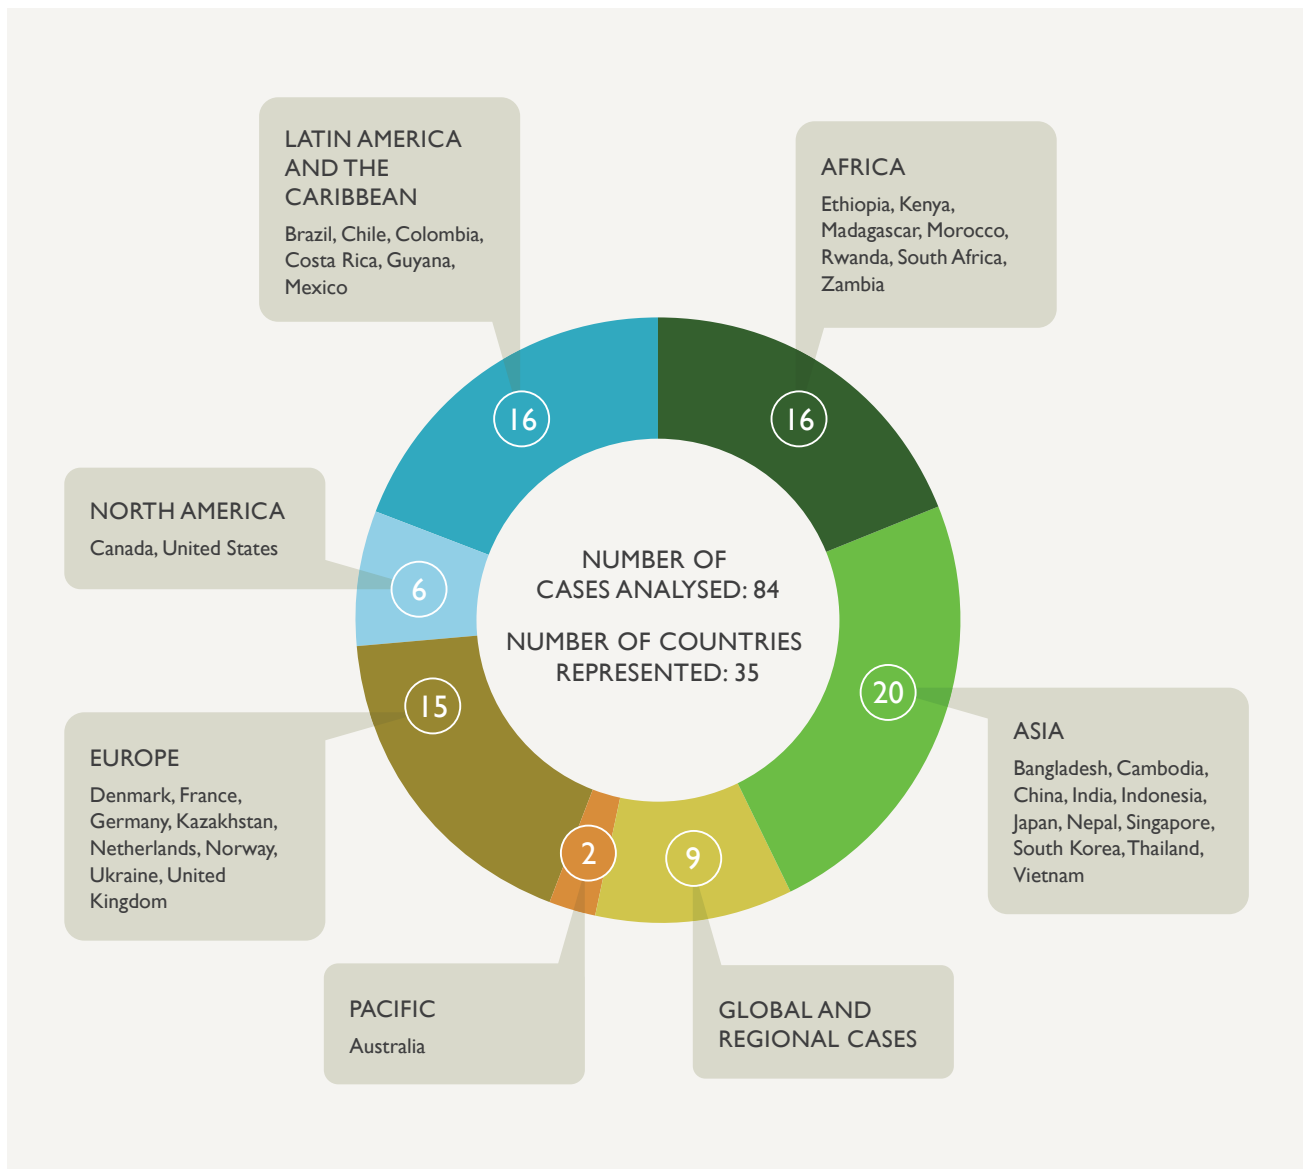 LATIN AMERICA
AND THE
CARIBBEAN
Brazil, Chile, Colombia,
Costa Rica, Guyana,
Mexico
AFRICA
Ethiopia, Kenya,
Madagascar, Morocco,
Rwanda, South Africa,
Zambia
16
16
NORTH AMERICA
Canada, United States
6
NUMBER OF
CASES ANALYSED: 84
NUMBER OF COUNTRIES
REPRESENTED: 35
20
15
EUROPE
Denmark, France,
Germany, Kazakhstan,
Netherlands, Norway,
Ukraine, United
Kingdom
ASIA
Bangladesh, Cambodia,
China, India, Indonesia,
Japan, Nepal, Singapore,
South Korea, Thailand,
Vietnam
2
9
PACIFIC
Australia
GLOBAL AND
REGIONAL CASES